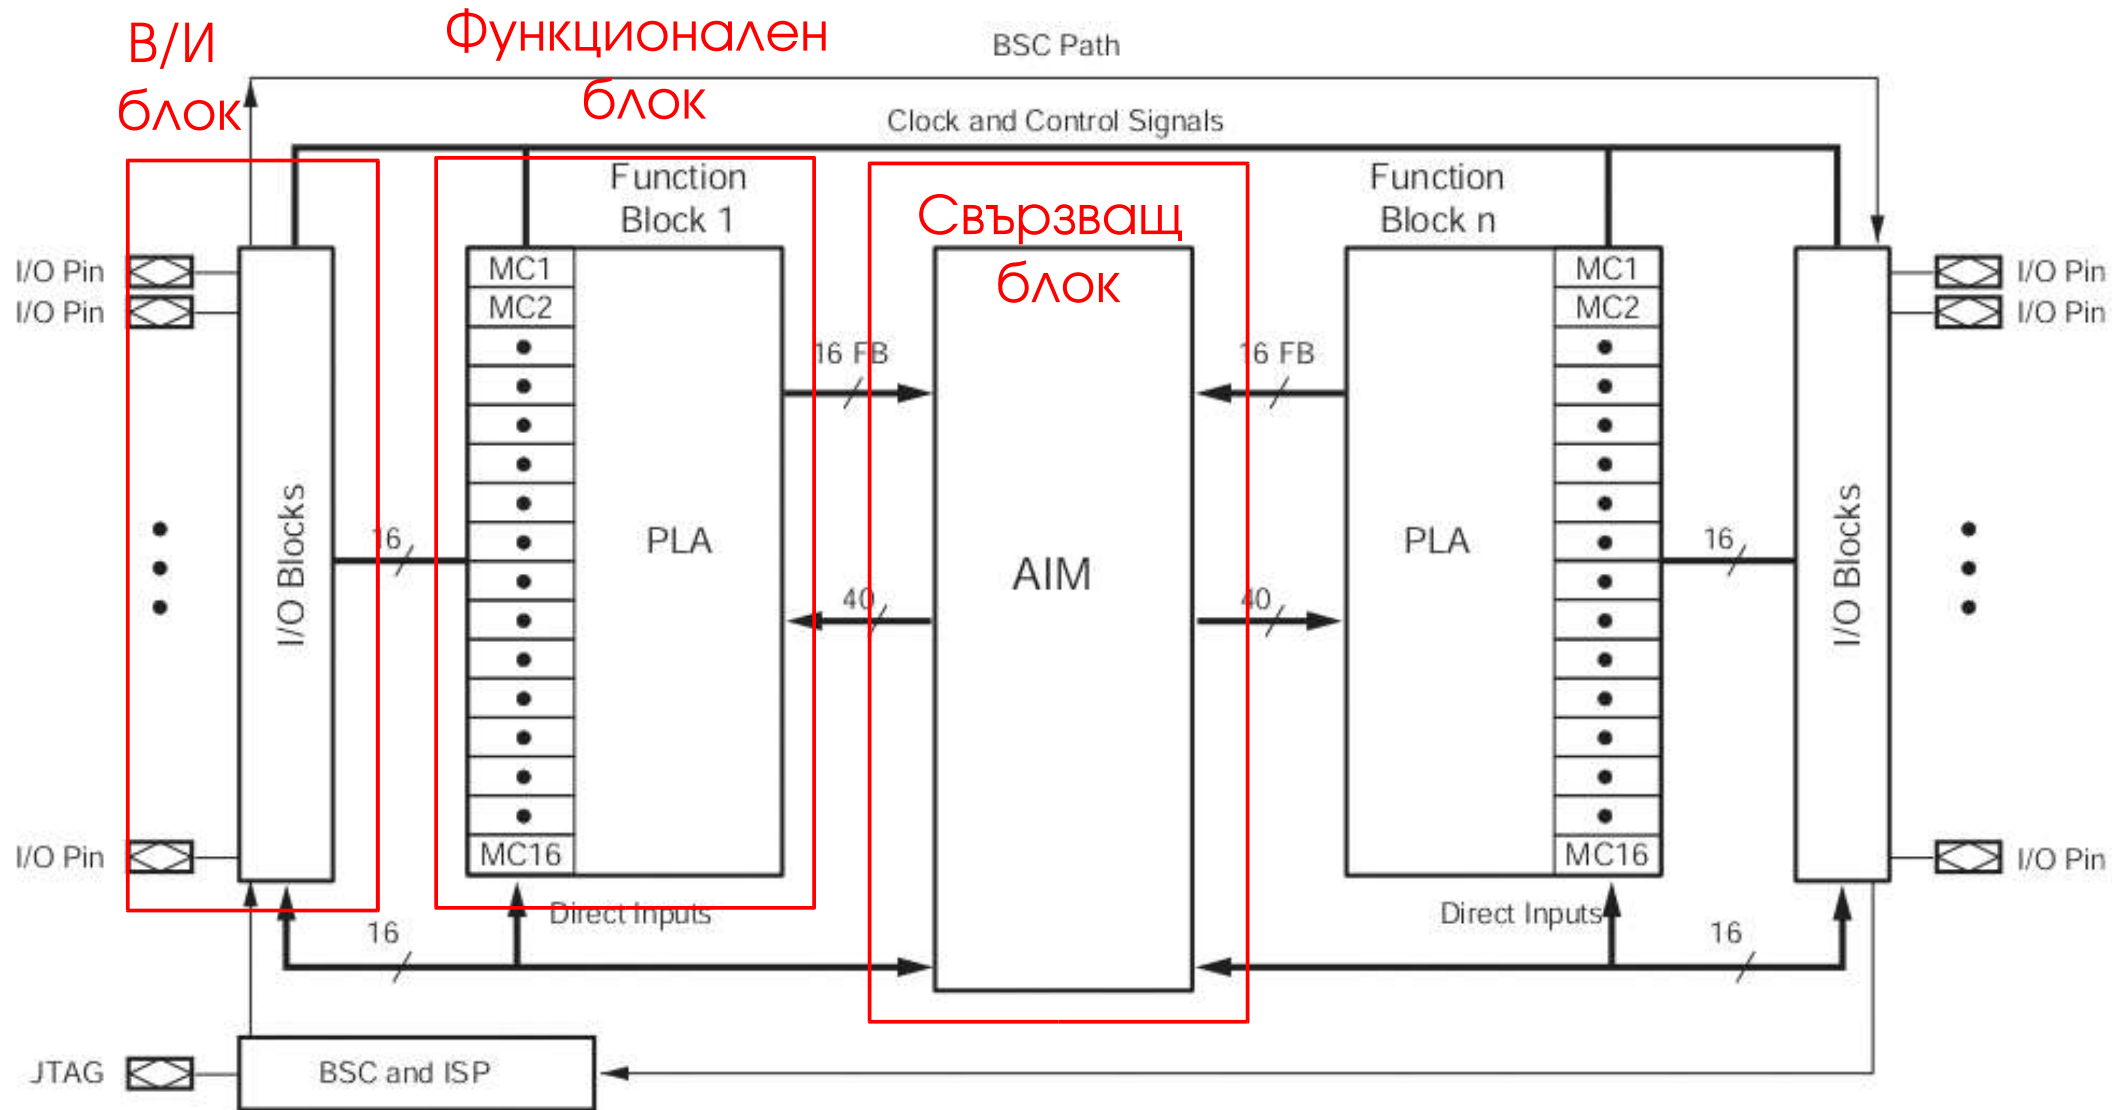 В/И
блок
Функционален
блок
BSC Path
Clock and Control Signals
Function
Block 1
Свързващ
блок
Function
Block n
I/O Pin
I/O Pin
I/O Pin
I/O Blocks
16
MC1
MC2
MC16
PLA
16 FB
40
AIM
16 FB
40
PLA
MC1
MC2
MC16
16
I/O Blocks
I/O Pin
I/O Pin
I/O Pin
Direct Inputs
16
Direct Inputs
16
JTAG
BSC and ISP